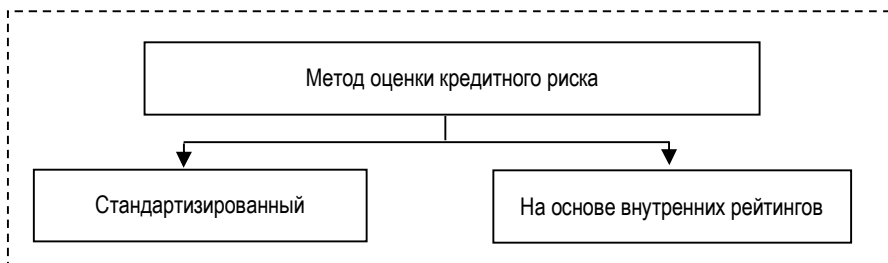 Метод оценки кредитного риска
Стандартизированный
На основе внутренних рейтингов